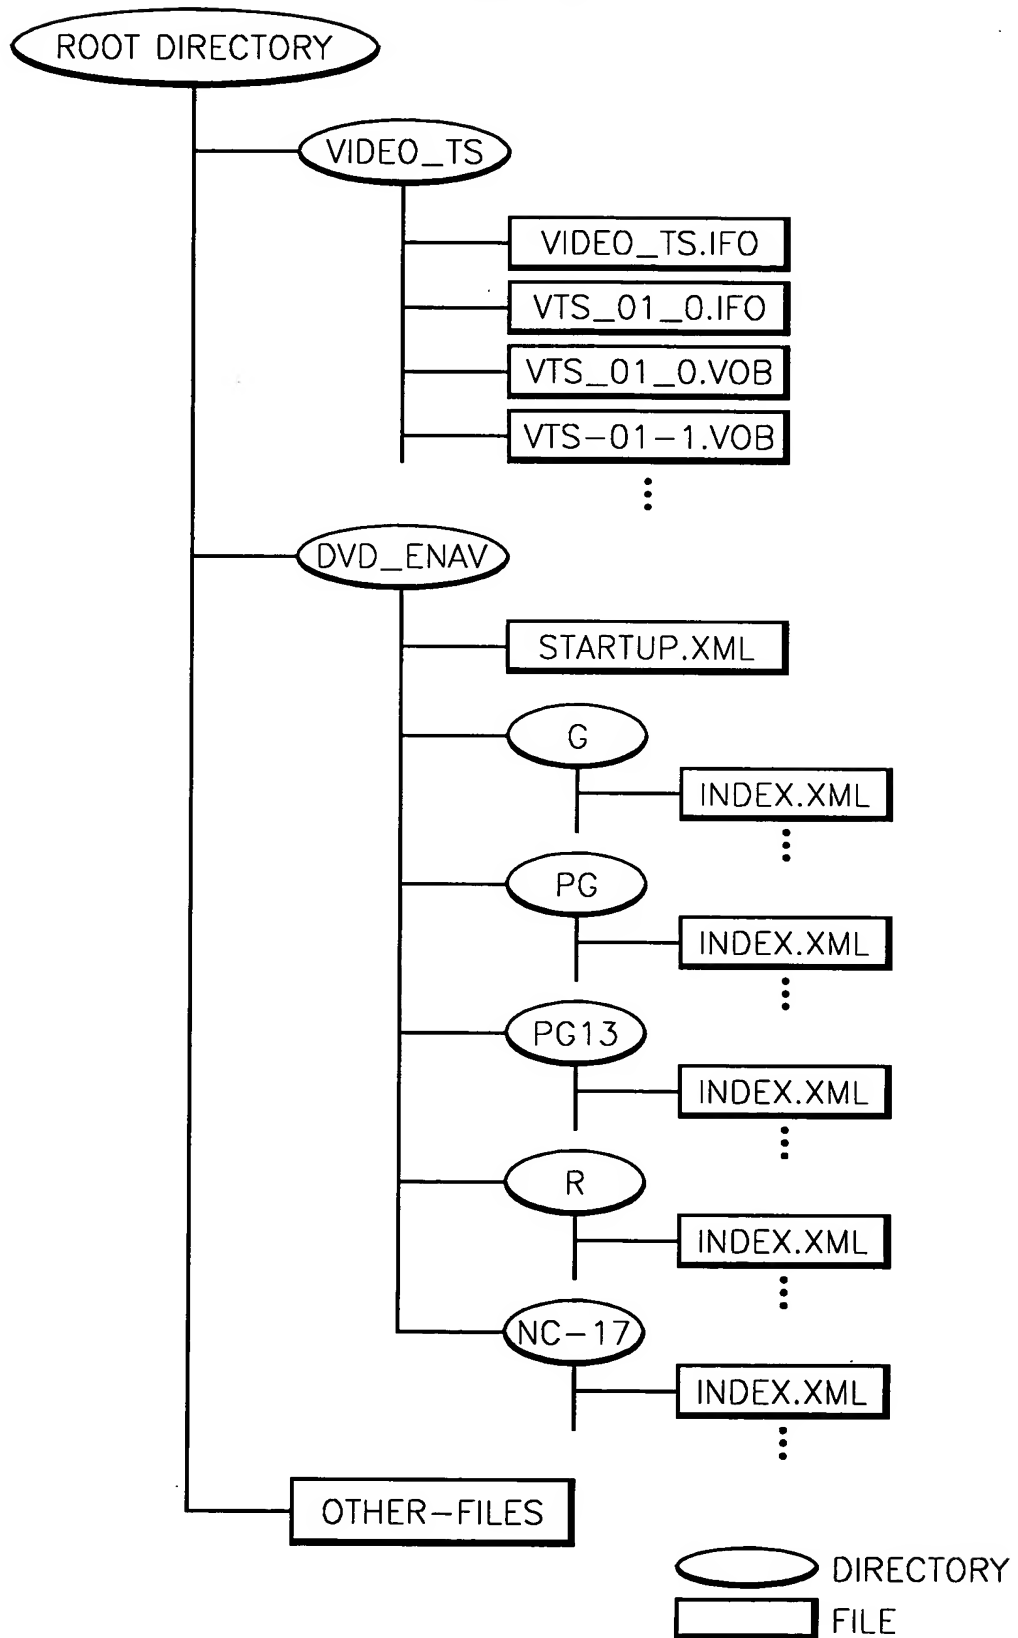 ROOT DIRECTORY
VIDEO_TS
VIDEO_TS.IFO
VTS_01_0.IFO
VTS_01_0.VOB
VTS-01-1.VOB
DVD_ENAV
STARTUP.XML
G
INDEX.XML
PG
INDEX.XML
PG13
INDEX.XML
R
INDEX.XML
NC-17
INDEX.XML
OTHER-FILES
DIRECTORY
FILE